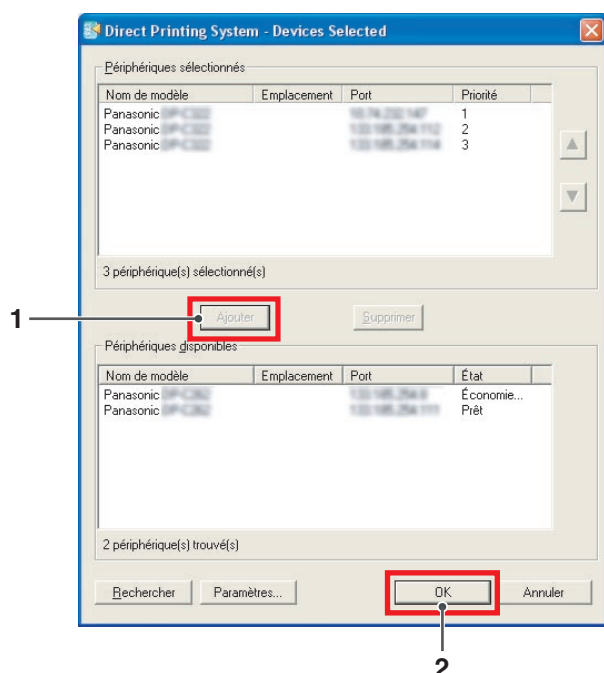 Direct Printing System - Devices Selected
Périphériques sélectionnés
Nom de modèle Emplacement Port Priorité
Panasonic 1
Panasonic 2
Panasonic 3
3 périphérique(s) sélectionné(s)
1
Ajouter Supprimer
Périphériques disponibles
Nom de modèle Emplacement Port État
Panasonic Économie...
Panasonic Prêt
2 périphérique(s) trouvé(s)
Rechercher Paramètres... OK Annuler
2